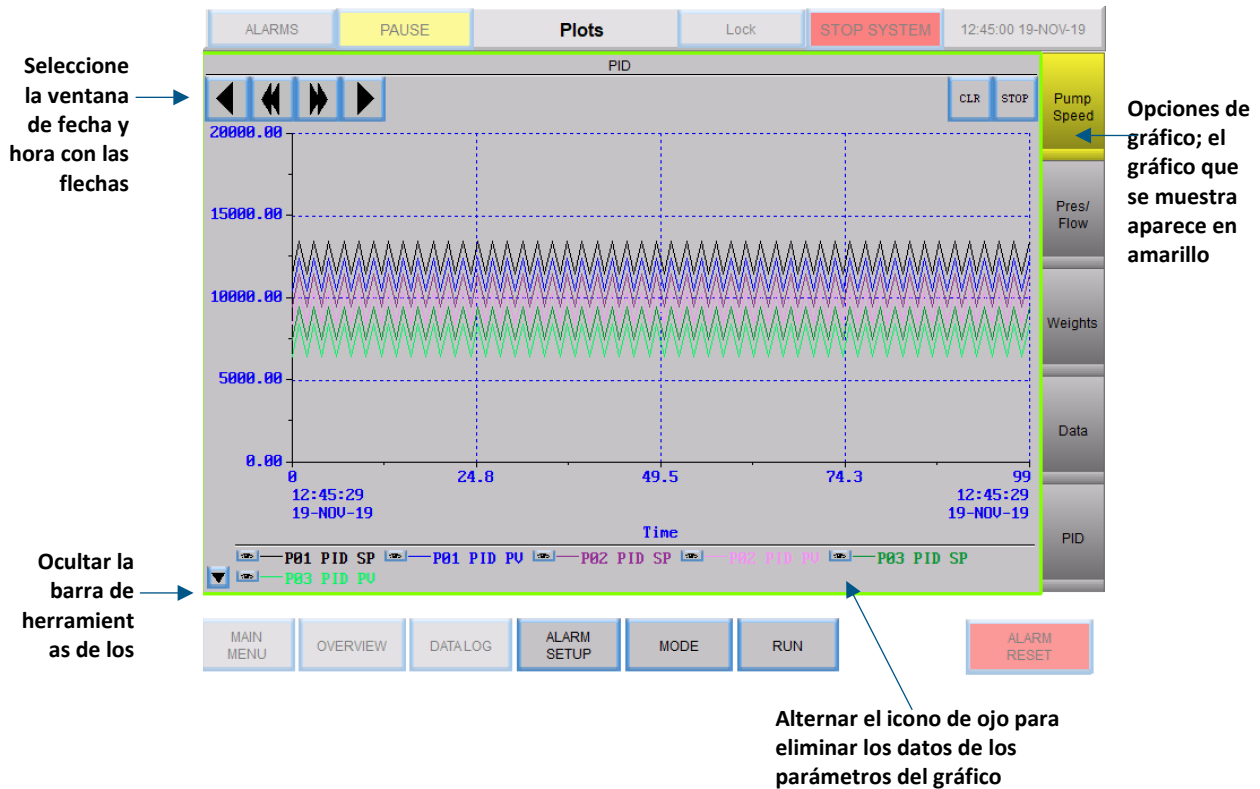 ALARMS
PAUSE
Plots
Lock
STOP SYSTEM
12:45:00 19-NOV-19
PID
Seleccione
la ventana
de fecha y
hora con las
flechas
CLR
STOP
Pump
Speed
Opciones de
gráfico; el
gráfico que
se muestra
aparece en
amarillo
20000.00
15000.00
10000.00
5000.00
0.00
Pres/
Flow
Weights
Data
PID
0
24.8
49.5
74.3
99
12:45:29
19-NOV-19
12:45:29
19-NOV-19
Time
P01 PID SP
P01 PID PV
P02 PID SP
P02 PID PV
P03 PID SP
P03 PID PV
Ocultar la
barra de
herramient
as de los
MAIN
MENU
OVERVIEW
DATALOG
ALARM
SETUP
MODE
RUN
ALARM
RESET
Alternar el icono de ojo para
eliminar los datos de los
parámetros del gráfico